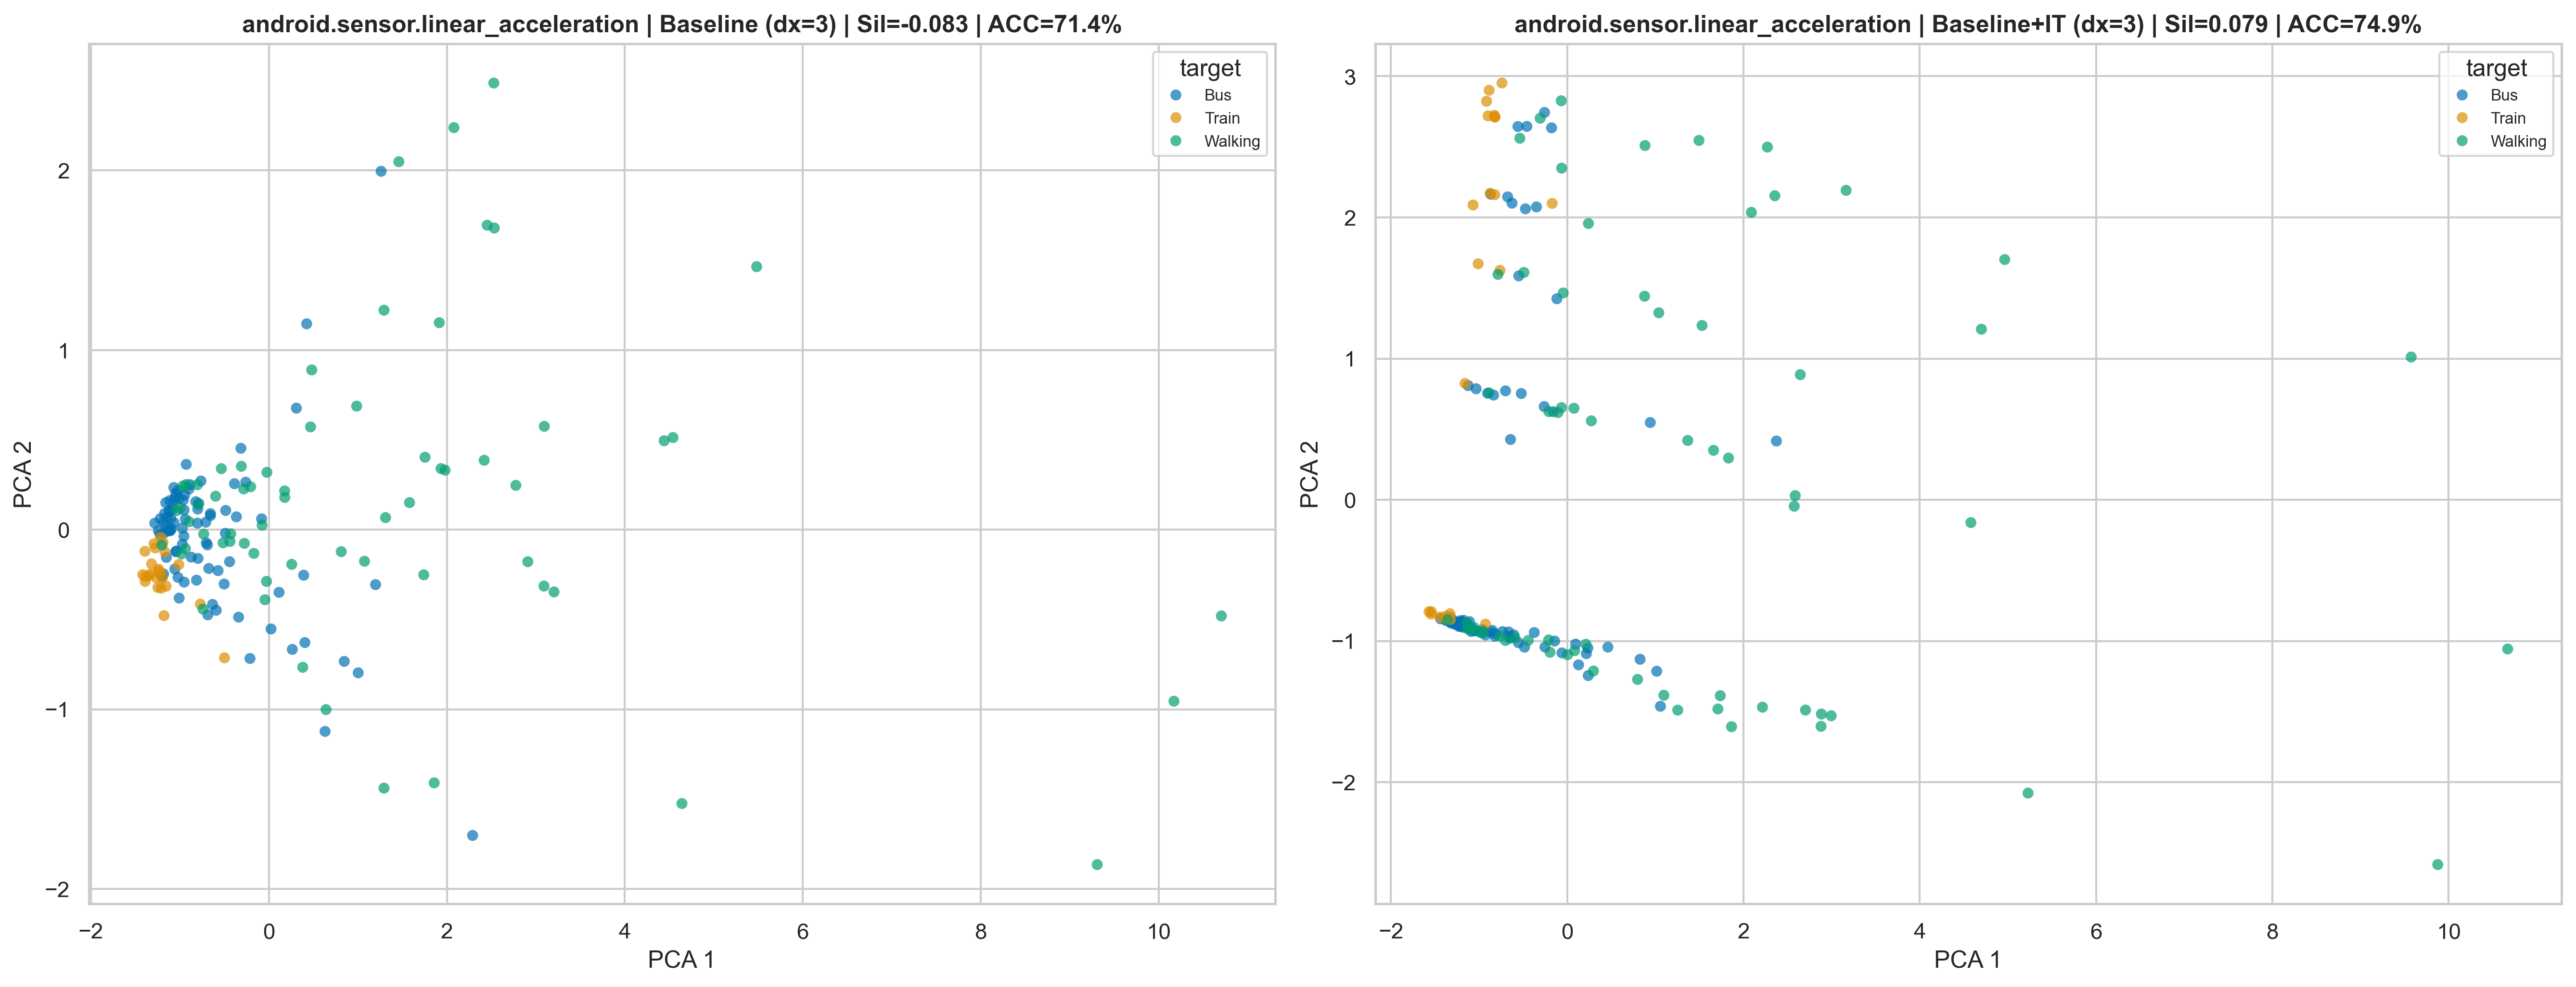 android.sensor.linear_acceleration | Baseline (dx=3) | Sil=-0.083 | ACC=71.4%
target
Bus
Train
Walking
2
1
0
−1
−2
PCA 2
−2
0
2
4
6
8
10
PCA 1
android.sensor.linear_acceleration | Baseline+IT (dx=3) | Sil=0.079 | ACC=74.9%
target
Bus
Train
Walking
3
2
1
0
−1
−2
PCA 2
−2
0
2
4
6
8
10
PCA 1